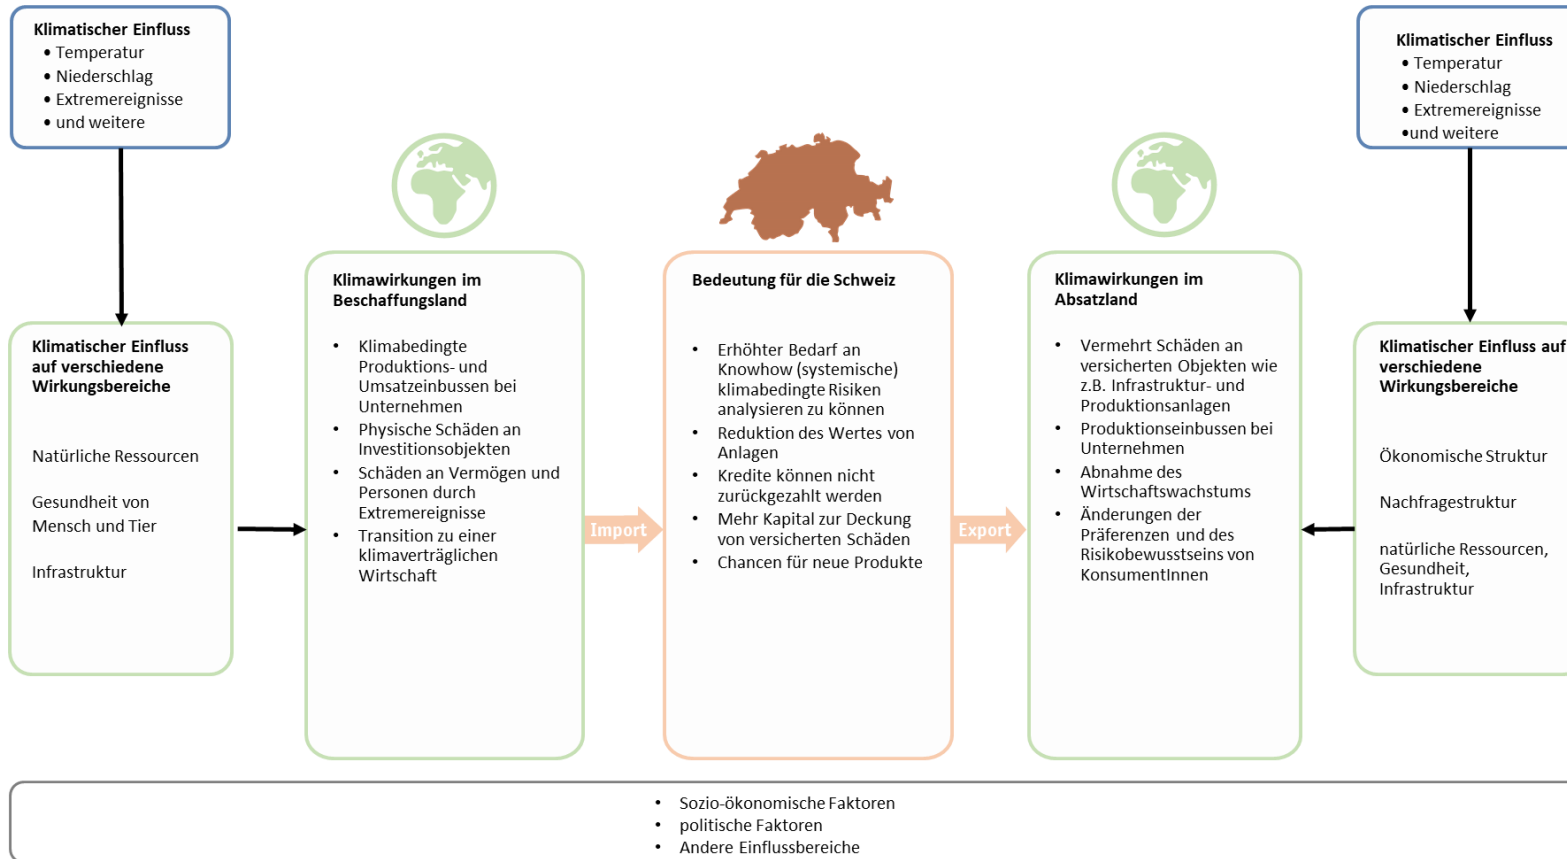 Klimatischer Einfluss
• Temperatur
• Niederschlag
• Extremereignisse
• und weitere
Klimatischer Einfluss
auf verschiedene
Wirkungsbereiche
Natürliche Ressourcen
Gesundheit von
Mensch und Tier
Infrastruktur
Klimawirkungen im
Beschaffungsland
• Klimabedingte
Produktions- und
Umsatzeinbussen bei
Unternehmen
• Physische Schäden an
Investitionsobjekten
• Schäden an Vermögen und
Personen durch
Extremereignisse
• Transition zu einer
klimaverträglichen
Wirtschaft
Import
Bedeutung für die Schweiz
• Erhöhter Bedarf an
Knowhow (systemische)
klimabedingte Risiken
analysieren zu können
• Reduktion des Wertes von
Anlagen
• Kredite können nicht
zurückgezahlt werden
• Mehr Kapital zur Deckung
von versicherten Schäden
• Chancen für neue Produkte
Export
Klimawirkungen im
Absatzland
• Vermehrt Schäden an
versicherten Objekten wie
z.B. Infrastruktur- und
Produktionsanlagen
• Produktionseinbussen bei
Unternehmen
• Abnahme des
Wirtschaftswachstums
• Änderungen der
Präferenzen und des
Risikobewusstseins von
KonsumentInnen
Klimatischer Einfluss
• Temperatur
• Niederschlag
• Extremereignisse
•und weitere
Klimatischer Einfluss auf
verschiedene
Wirkungsbereiche
Ökonomische Struktur
Nachfragestruktur
natürliche Ressourcen,
Gesundheit,
Infrastruktur
• Sozio-ökonomische Faktoren
• politische Faktoren
• Andere Einflussbereiche